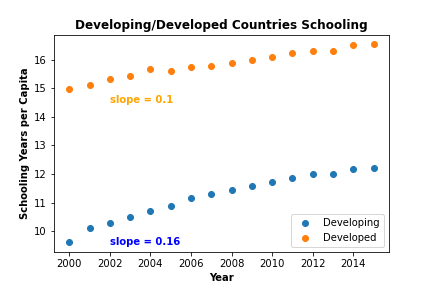 Developing/Developed Countries Schooling
Schooling Years per Capita
16
15
14
13
12
11
10
slope = 0.1
slope = 0.16
Developing
Developed
2000
2002
2004
2006
2008
2010
2012
2014
Year